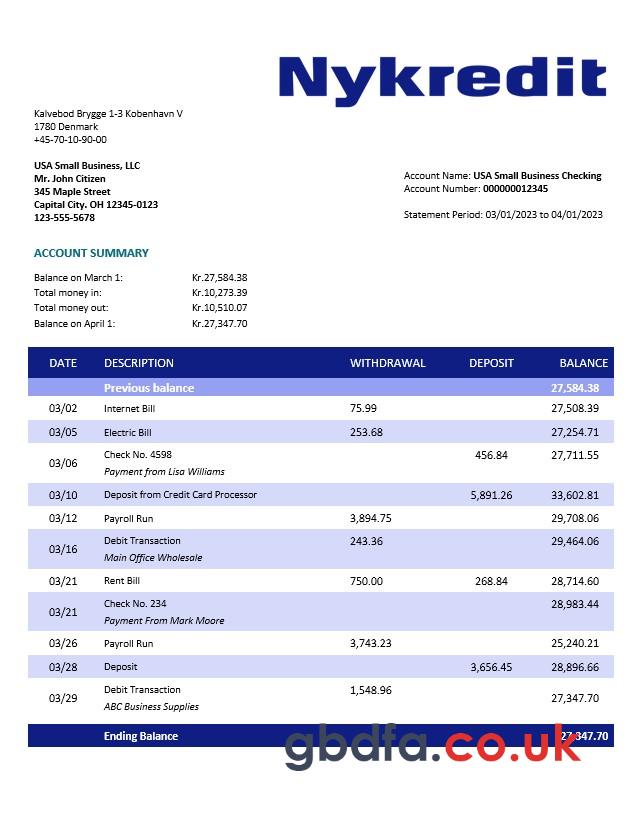 Nykredit
Kalvebod Brygge 1-3 Kobenhavn V
1780 Denmark
+45-70-10-90-00
USA Small Business, LLC
Mr. John Citizen
345 Maple Street
Capital City. OH 12345-0123
123-555-5678
Account Name: USA Small Business Checking
Account Number: 000000012345
Statement Period: 03/01/2023 to 04/01/2023
ACCOUNT SUMMARY
Balance on March 1: Kr.27,584.38
Total money in: Kr.10,273.39
Total money out: Kr.10,510.07
Balance on April 1: Kr.27,347.70
DATE DESCRIPTION WITHDRAWAL DEPOSIT BALANCE
Previous balance 27,584.38
03/02 Internet Bill 75.99 27,508.39
03/05 Electric Bill 253.68 27,254.71
03/06 Check No. 4598 456.84 27,711.55
Payment from Lisa Williams
03/10 Deposit from Credit Card Processor 5,891.26 33,602.81
03/12 Payroll Run 3,894.75 29,708.06
03/16 Debit Transaction 243.36 29,464.06
Main Office Wholesale
03/21 Rent Bill 750.00 268.84 28,714.60
03/21 Check No. 234 28,983.44
Payment From Mark Moore
03/26 Payroll Run 3,743.23 25,240.21
03/28 Deposit 3,656.45 28,896.66
03/29 Debit Transaction 1,548.96 27,347.70
ABC Business Supplies
Ending Balance 27,347.70
gbdfa.co.uk